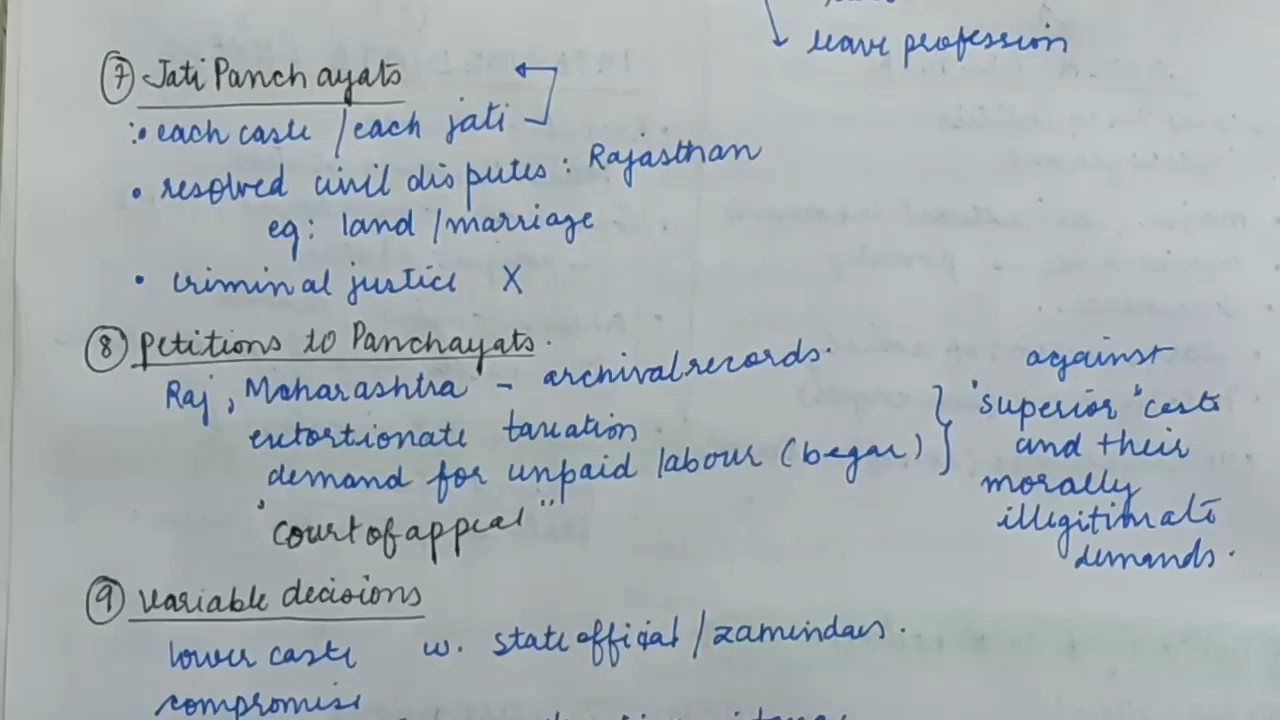 leave profession
⑦ Jati Panchayats
∴ each caste / each jati
• resolved civil disputes : Rajasthan
eg: land / marriage
• criminal justice X
⑧ Petitions to Panchayats.
Raj, Maharashtra - archival records.
extortionate taxation
demand for unpaid labour (begar)
against
"superior" caste
and their
morally
illegitimate
demands.
"court of appeal"
⑨ Variable decisions
lower caste w. state official / zamindars.
compromise